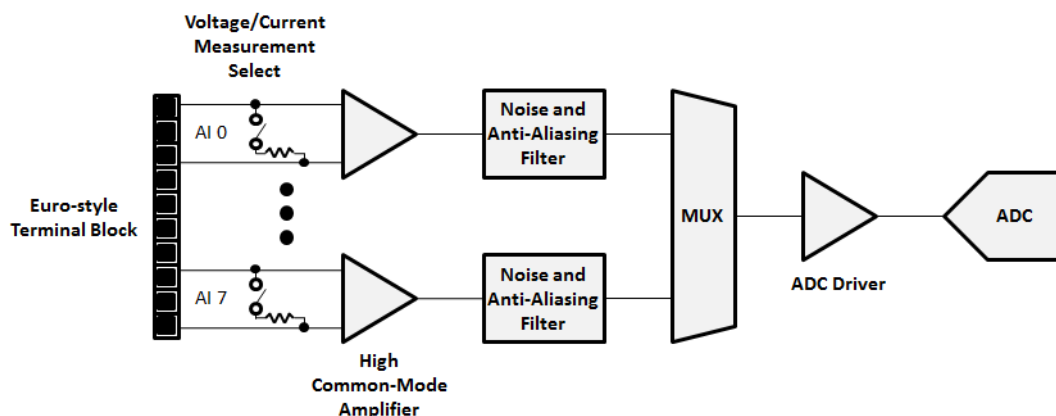 Voltage/Current
Measurement
Select
AI 0
Noise and
Anti-Aliasing
Filter
Euro-style
Terminal Block
MUX
ADC
ADC Driver
AI 7
Noise and
Anti-Aliasing
Filter
High
Common-Mode
Amplifier